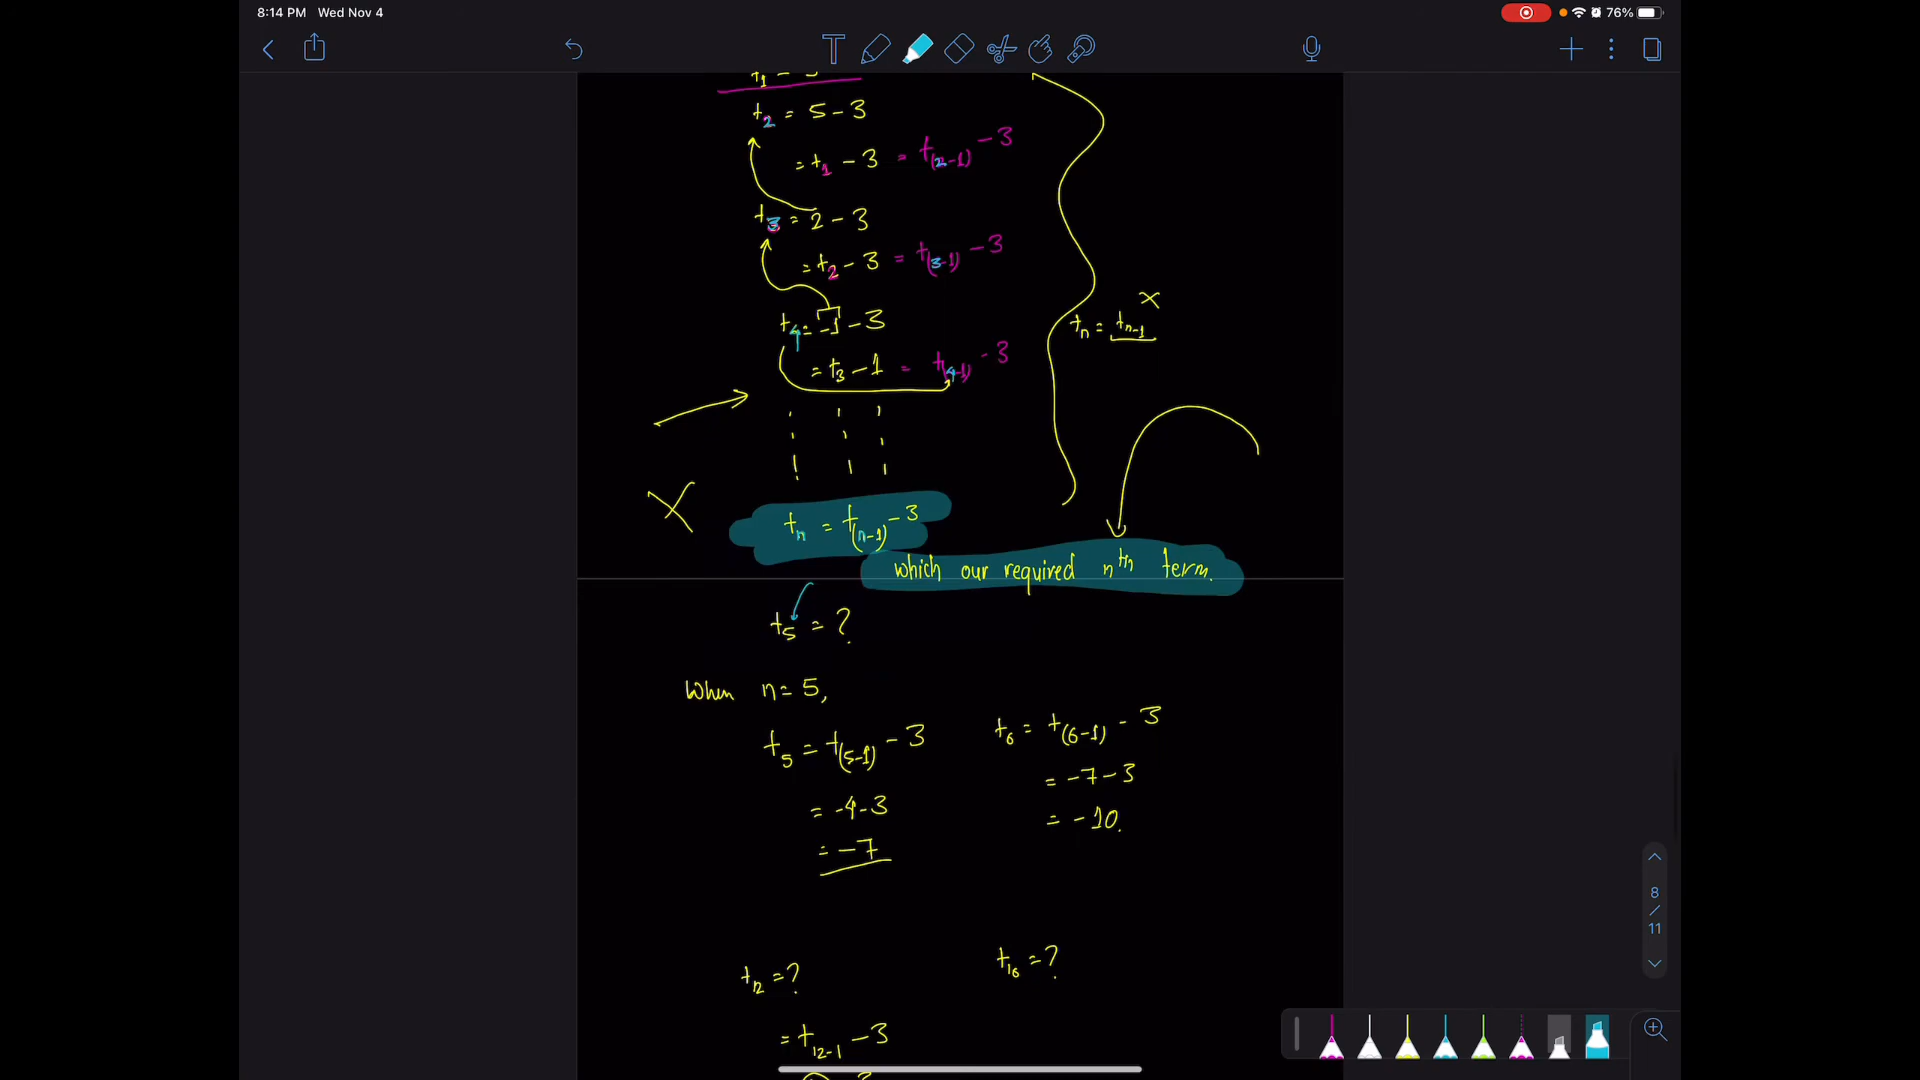 8:14 PM Wed Nov 4
76%
t₂ = 5 - 3
= t₁ - 3 = t₍₂₋₁₎ - 3
t₃ = 2 - 3
= t₂ - 3 = t₍₃₋₁₎ - 3
x
tₙ = tₙ₋₁
t₄ = -1 - 3
= t₃ - 1 = t₍₄₋₁₎ - 3
X
tₙ = t₍ₙ₋₁₎ - 3
which our required nᵗʰ term.
t₅ = ?
When n = 5,
t₅ = t₍₅₋₁₎ - 3
= -4 - 3
= -7
t₆ = t₍₆₋₁₎ - 3
= -7 - 3
= -10.
t₁₂ = ?
= t₁₂₋₁ - 3
8
/
11